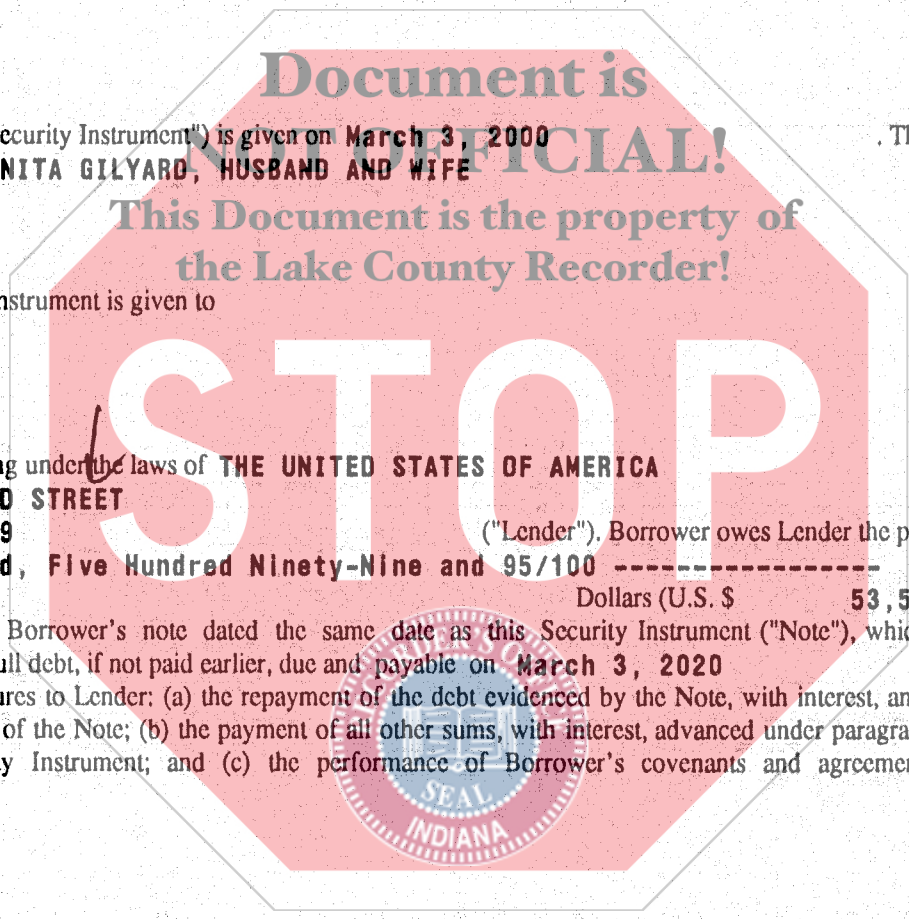 Document is
ecurity Instrument") is given on March 3, 2000 . Th
NOT OFFICIAL!
NITA GILYARD, HUSBAND AND WIFE
This Document is the property of
the Lake County Recorder!
nstrument is given to
STOP
ng under the laws of THE UNITED STATES OF AMERICA
D STREET
9 ("Lender"). Borrower owes Lender the p
d, Five Hundred Ninety-Nine and 95/100 ------------------
Dollars (U.S. $ 53,5
Borrower's note dated the same date as this Security Instrument ("Note"), whic
ull debt, if not paid earlier, due and payable on March 3, 2020
ures to Lender: (a) the repayment of the debt evidenced by the Note, with interest, an
of the Note; (b) the payment of all other sums, with interest, advanced under paragra
y Instrument; and (c) the performance of Borrower's covenants and agreemen
SEAL
INDIANA